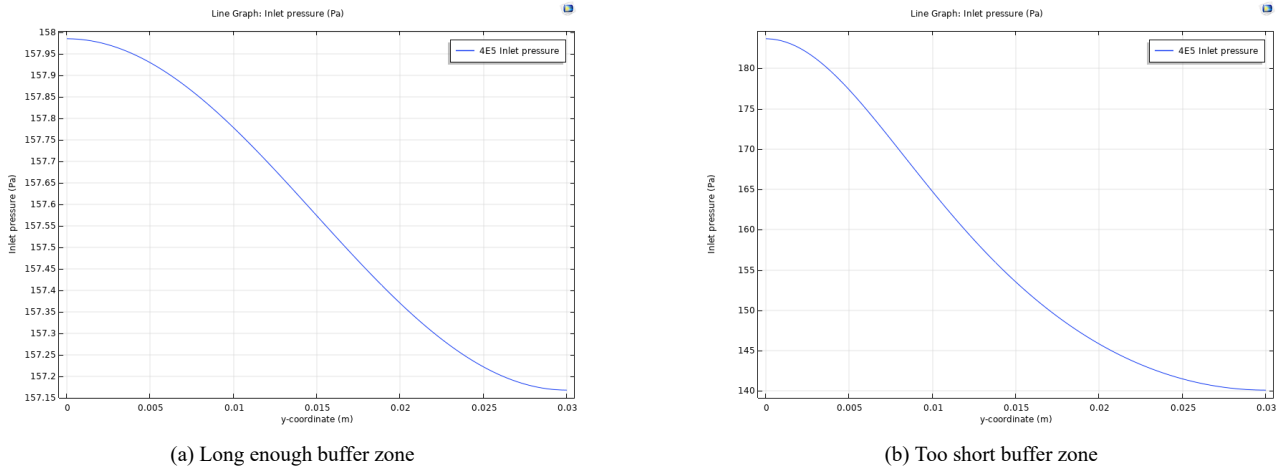 Line Graph: Inlet pressure (Pa)
4E5 Inlet pressure
Inlet pressure (Pa)
158
157.95
157.9
157.85
157.8
157.75
157.7
157.65
157.6
157.55
157.5
157.45
157.4
157.35
157.3
157.25
157.2
157.15
0 0.005 0.01 0.015 0.02 0.025 0.03
y-coordinate (m)
(a) Long enough buffer zone
Line Graph: Inlet pressure (Pa)
4E5 Inlet pressure
Inlet pressure (Pa)
180
175
170
165
160
155
150
145
140
0 0.005 0.01 0.015 0.02 0.025 0.03
y-coordinate (m)
(b) Too short buffer zone